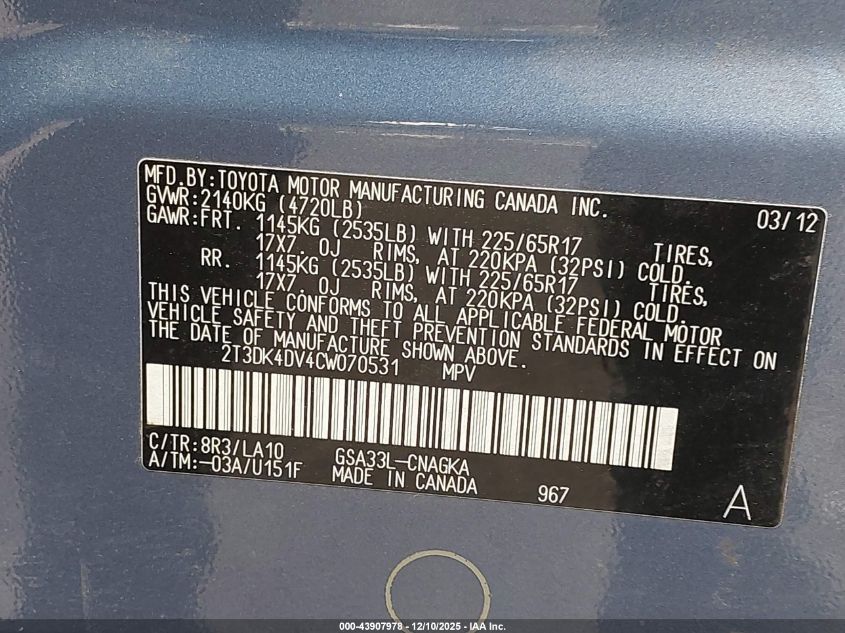 MFD.BY:TOYOTA MOTOR MANUFACTURING CANADA INC. 03/12
GVWR:2140KG (4720LB)
GAWR:FRT. 1145KG (2535LB) WITH 225/65R17 TIRES,
17X7. 0J RIMS, AT 220KPA (32PSI) COLD.
RR. 1145KG (2535LB) WITH 225/65R17 TIRES,
17X7. 0J RIMS, AT 220KPA (32PSI) COLD.
THIS VEHICLE CONFORMS TO ALL APPLICABLE FEDERAL MOTOR
VEHICLE SAFETY AND THEFT PREVENTION STANDARDS IN EFFECT ON
THE DATE OF MANUFACTURE SHOWN ABOVE.
2T3DK4DV4CW070531 MPV
C/TR:8R3/LA10 GSA33L-CNAGKA
A/TM:-03A/U151F MADE IN CANADA 967 A
000-43907978 - 12/10/2025 - IAA Inc.